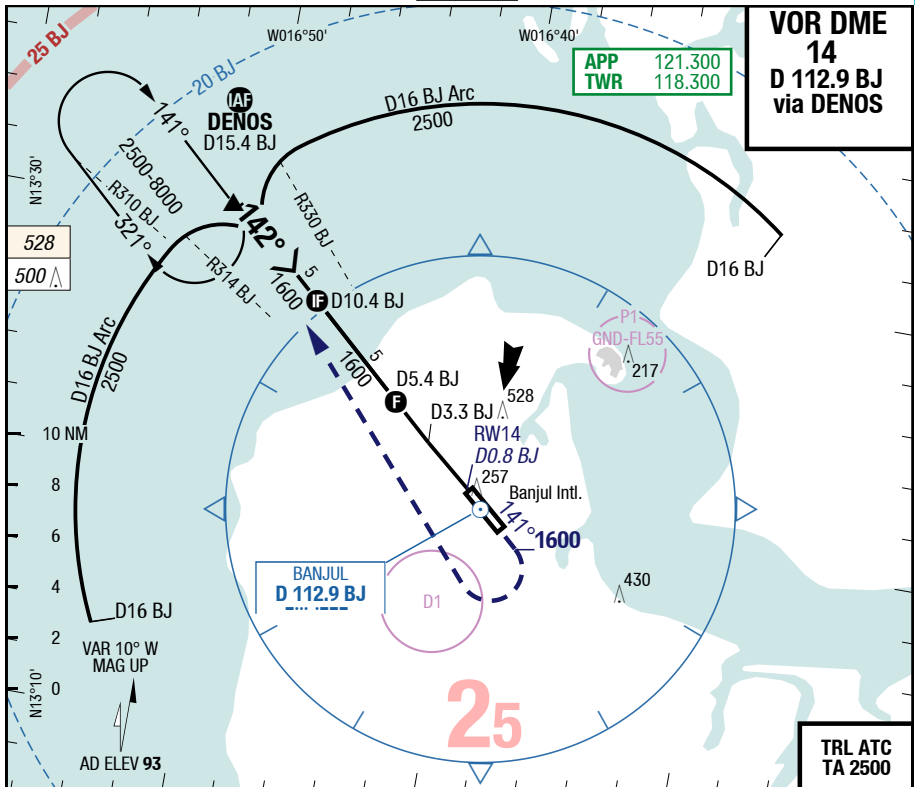 VOR DME
14
D 112.9 BJ
via DENOS
APP 121.300
TWR 118.300
25 BJ
20 BJ
W016°50'
W016°40'
N13°30'
N13°10'
IAF
DENOS
D15.4 BJ
141°
2500-8000
R310 BJ
321°
R314 BJ
142°
R330 BJ
D16 BJ Arc
2500
D16 BJ
528
500
5
1600
IF D10.4 BJ
5
1600
D5.4 BJ
F
D3.3 BJ
528
RW14
D0.8 BJ
257
Banjul Intl.
141°
1600
P1
GND-FL55
217
D16 BJ Arc
2500
D16 BJ
10 NM
8
6
4
2
0
BANJUL
D 112.9 BJ
D1
430
VAR 10° W
MAG UP
AD ELEV 93
25
TRL ATC
TA 2500